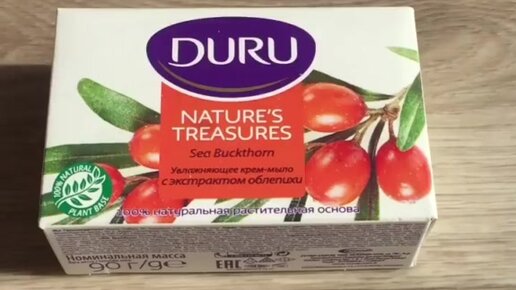 DURU
NATURE'S
TREASURES
Sea Buckthorn
Увлажняющее крем-мыло
с экстрактом облепихи
100% NATURAL
PLANT BASE
100% натуральная растительная основа
Номинальная масса
90 г/g e
EAC